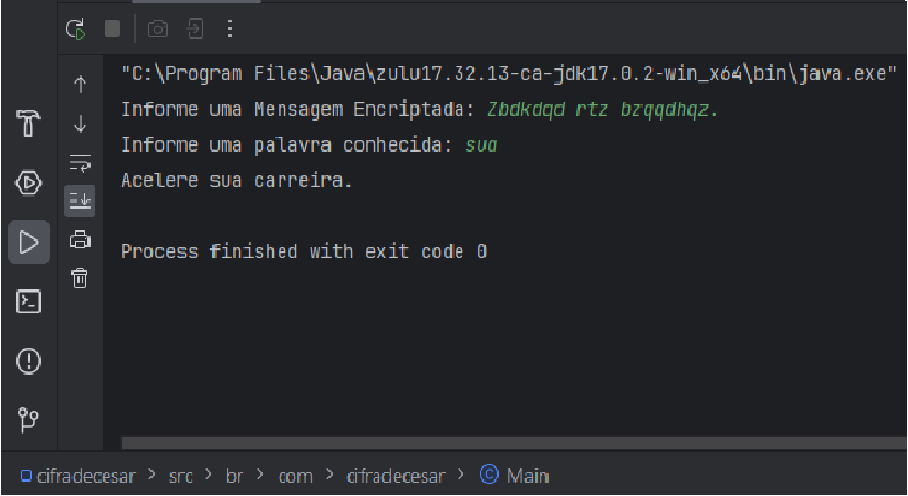 "C:\Program Files\Java\zulu17.32.13-ca-jdk17.0.2-win_x64\bin\java.exe"
Informe uma Mensagem Encriptada: Zbdkdqd rtz bzqqdhqz.
Informe uma palavra conhecida: sua
Acelere sua carreira.
Process finished with exit code 0
cifradecesar > src > br > com > cifradecesar > Main